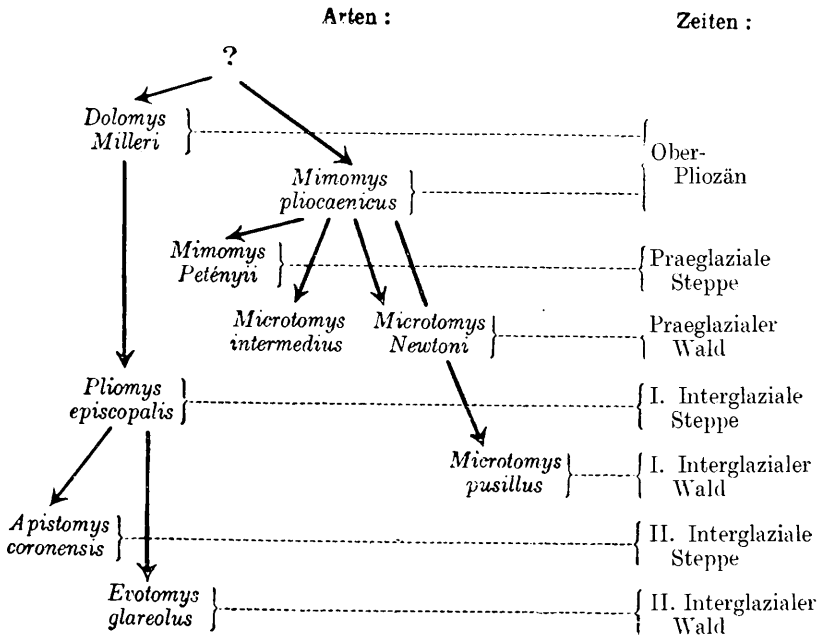 Arten : Zeiten :
?
Dolomys
Milleri
Ober-
Pliozän
Mimomys
pliocaenicus
Mimomys
Petényii
Praeglaziale
Steppe
Microtomys
intermedius
Microtomys
Newtoni
Praeglazialer
Wald
Pliomys
episcopalis
I. Interglaziale
Steppe
Microtomys
pusillus
I. Interglazialer
Wald
Apistomys
coronensis
II. Interglaziale
Steppe
Evotomys
glareolus
II. Interglazialer
Wald